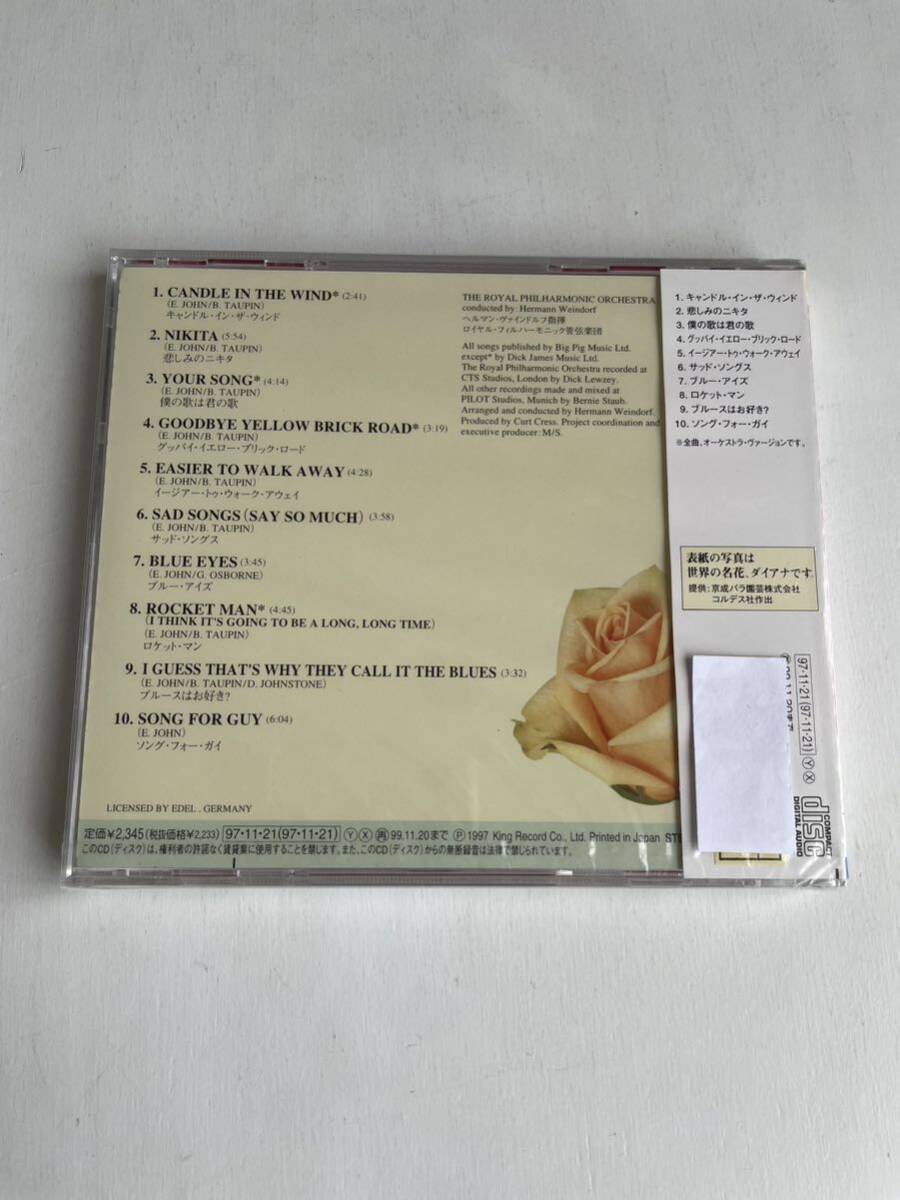 1. CANDLE IN THE WIND* (2:41)
(E. JOHN/B. TAUPIN)
キャンドル・イン・ザ・ウィンド
2. NIKITA (5:54)
(E. JOHN/B. TAUPIN)
悲しみのニキタ
3. YOUR SONG* (4:14)
(E. JOHN/B. TAUPIN)
僕の歌は君の歌
4. GOODBYE YELLOW BRICK ROAD* (3:19)
(E. JOHN/B. TAUPIN)
グッバイ・イエロー・ブリック・ロード
5. EASIER TO WALK AWAY (4:28)
(E. JOHN/B. TAUPIN)
イージアー・トゥ・ウォーク・アウェイ
6. SAD SONGS (SAY SO MUCH) (3:58)
(E. JOHN/B. TAUPIN)
サッド・ソングス
7. BLUE EYES (3:45)
(E. JOHN/G. OSBORNE)
ブルー・アイズ
8. ROCKET MAN* (4:45)
(I THINK IT'S GOING TO BE A LONG, LONG TIME)
(E. JOHN/B. TAUPIN)
ロケット・マン
9. I GUESS THAT'S WHY THEY CALL IT THE BLUES (3:32)
(E. JOHN/B. TAUPIN/D. JOHNSTONE)
ブルースはお好き?
10. SONG FOR GUY (6:04)
(E. JOHN)
ソング・フォー・ガイ
THE ROYAL PHILHARMONIC ORCHESTRA
conducted by: Hermann Weindorf
ヘルマン・ヴァインドルフ指揮
ロイヤル・フィルハーモニック管弦楽団
All songs published by Big Pig Music Ltd.
except* by Dick James Music Ltd.
The Royal Philharmonic Orchestra recorded at
CTS Studios, London by Dick Lewzey.
All other recordings made and mixed at
PILOT Studios, Munich by Bernie Staub.
Arranged and conducted by Hermann Weindorf.
Produced by Curt Cress. Project coordination and
executive producer: M/S.
LICENSED BY EDEL, GERMANY
定価¥2,345 (税抜価格¥2,233) 97・11・21(97・11・21) Ⓨ Ⓧ 再 99.11.20まで Ⓟ 1997 King Record Co., Ltd. Printed in Japan
このCD(ディスク)は、権利者の許諾なく賃貸業に使用することを禁じます。また、このCD(ディスク)からの無断録音は法律で禁じられています。
1. キャンドル・イン・ザ・ウィンド
2. 悲しみのニキタ
3. 僕の歌は君の歌
4. グッバイ・イエロー・ブリック・ロード
5. イージアー・トゥ・ウォーク・アウェイ
6. サッド・ソングス
7. ブルー・アイズ
8. ロケット・マン
9. ブルースはお好き?
10. ソング・フォー・ガイ
※全曲、オーケストラ・ヴァージョンです。
表紙の写真は
世界の名花、ダイアナです。
提供:京成バラ園芸株式会社
コルデス社作出
97・11・21 (97・11・21) Ⓨ Ⓧ
COMPACT
disc
DIGITAL AUDIO